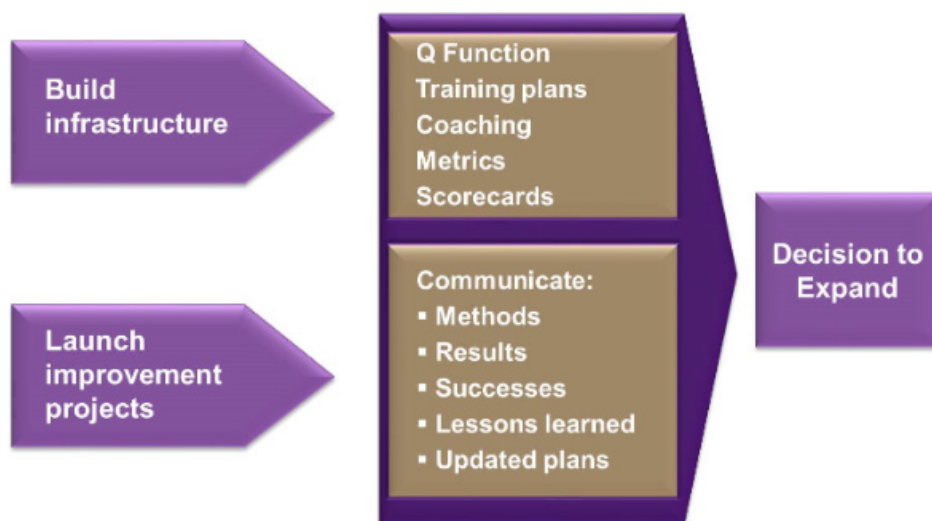 Build
infrastructure
Q Function
Training plans
Coaching
Metrics
Scorecards
Launch
improvement
projects
Communicate:
▪ Methods
▪ Results
▪ Successes
▪ Lessons learned
▪ Updated plans
Decision to
Expand